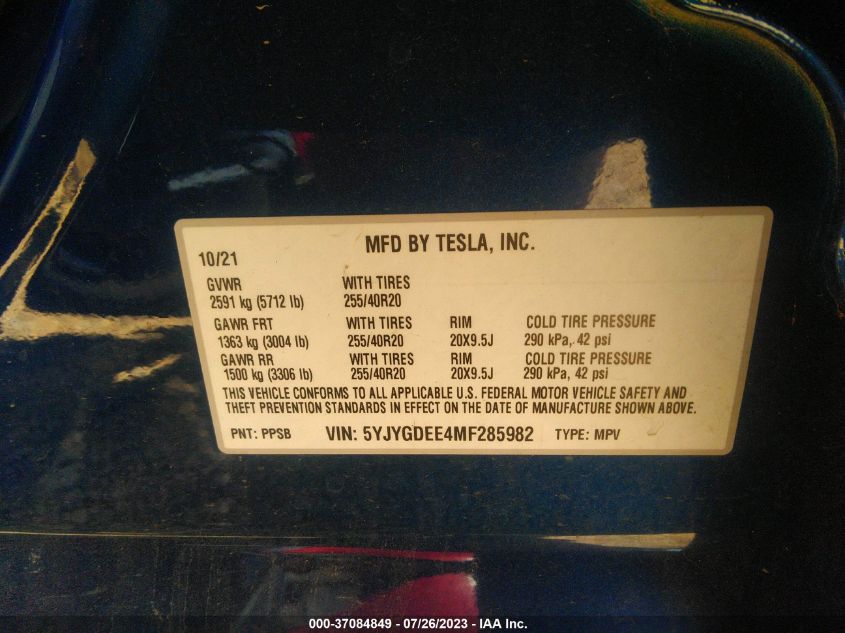 MFD BY TESLA, INC.
10/21
GVWR WITH TIRES
2591 kg (5712 lb) 255/40R20
GAWR FRT WITH TIRES RIM COLD TIRE PRESSURE
1363 kg (3004 lb) 255/40R20 20X9.5J 290 kPa, 42 psi
GAWR RR WITH TIRES RIM COLD TIRE PRESSURE
1500 kg (3306 lb) 255/40R20 20X9.5J 290 kPa, 42 psi
THIS VEHICLE CONFORMS TO ALL APPLICABLE U.S. FEDERAL MOTOR VEHICLE SAFETY AND
THEFT PREVENTION STANDARDS IN EFFECT ON THE DATE OF MANUFACTURE SHOWN ABOVE.
PNT: PPSB VIN: 5YJYGDEE4MF285982 TYPE: MPV
000-37084849 / 07/26/2023 - IAA Inc.